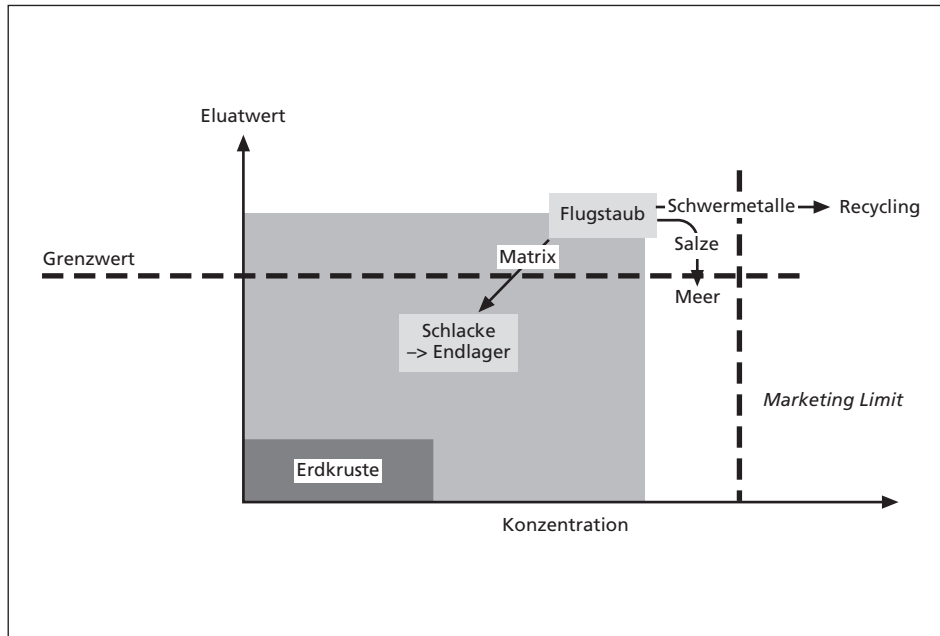 Eluatwert
Flugstaub
Schwermetalle
Recycling
Salze
Grenzwert
Matrix
Meer
Schlacke
–> Endlager
Marketing Limit
Erdkruste
Konzentration